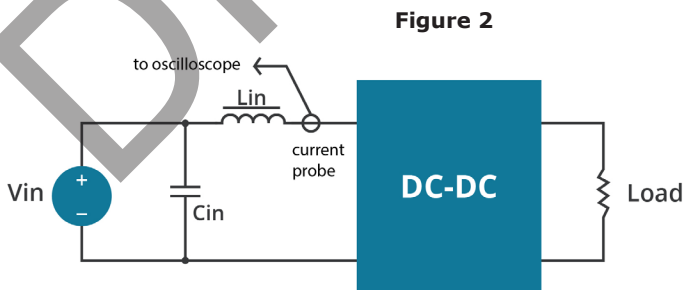 Figure 2
to oscilloscope
Lin
current
probe
Vin
+
−
Cin
DC-DC
Load